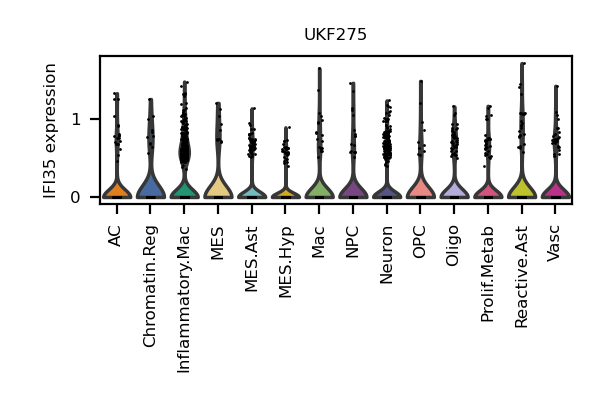 UKF275
IFI35 expression
1
0
AC
Chromatin.Reg
Inflammatory.Mac
MES
MES.Ast
MES.Hyp
Mac
NPC
Neuron
OPC
Oligo
Prolif.Metab
Reactive.Ast
Vasc